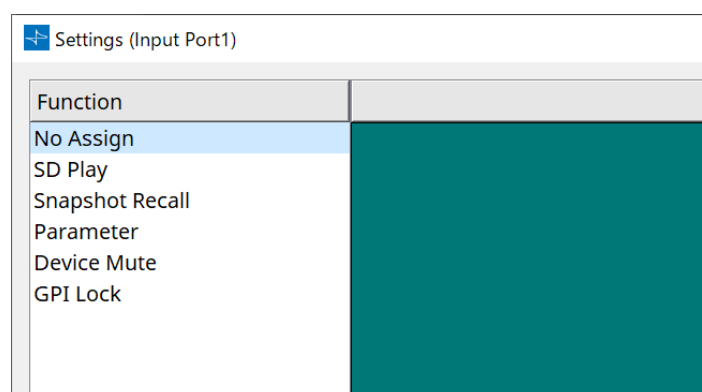 Settings (Input Port1)
Function
No Assign
SD Play
Snapshot Recall
Parameter
Device Mute
GPI Lock